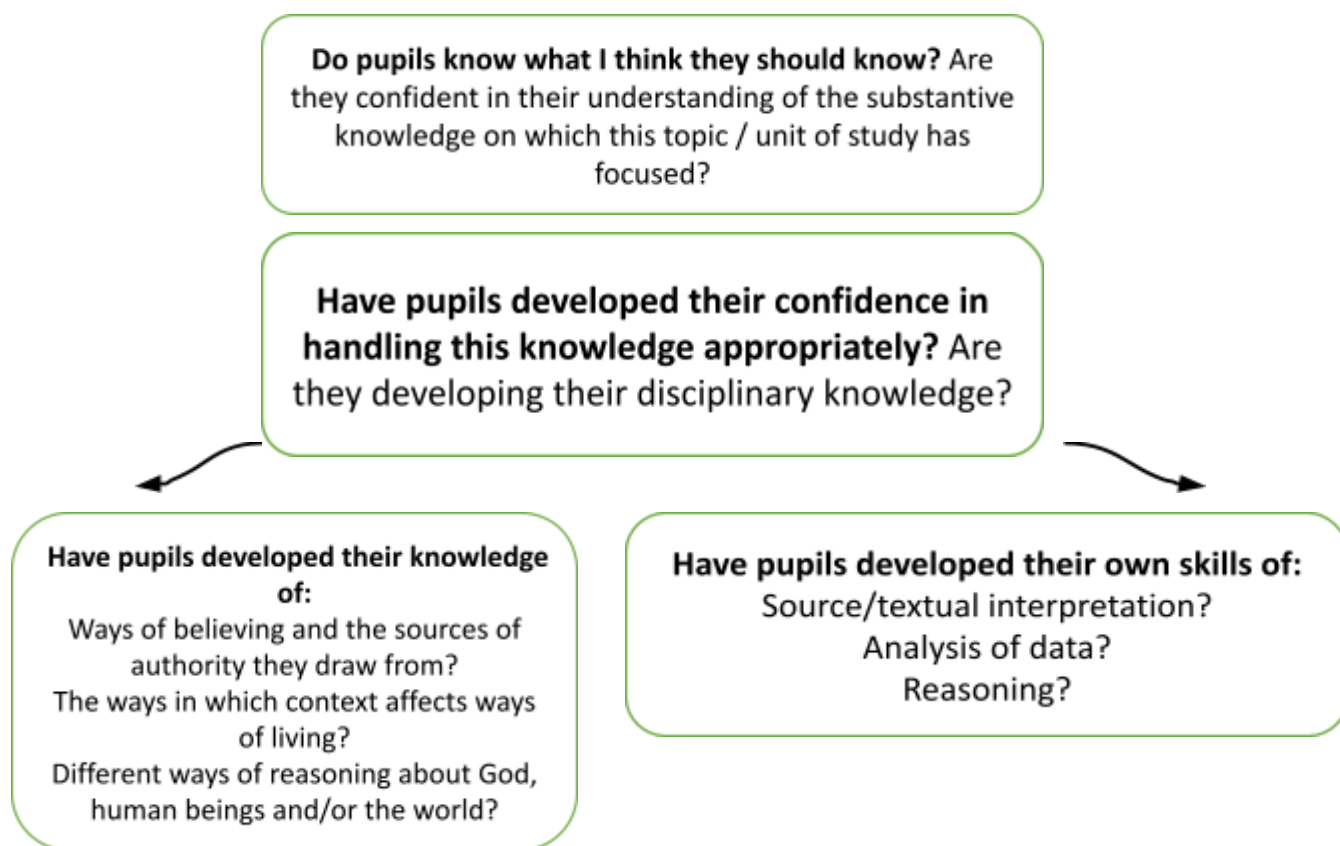 Do pupils know what I think they should know? Are
they confident in their understanding of the substantive
knowledge on which this topic / unit of study has
focused?
Have pupils developed their confidence in
handling this knowledge appropriately? Are
they developing their disciplinary knowledge?
Have pupils developed their knowledge
of:
Ways of believing and the sources of
authority they draw from?
The ways in which context affects ways
of living?
Different ways of reasoning about God,
human beings and/or the world?
Have pupils developed their own skills of:
Source/textual interpretation?
Analysis of data?
Reasoning?